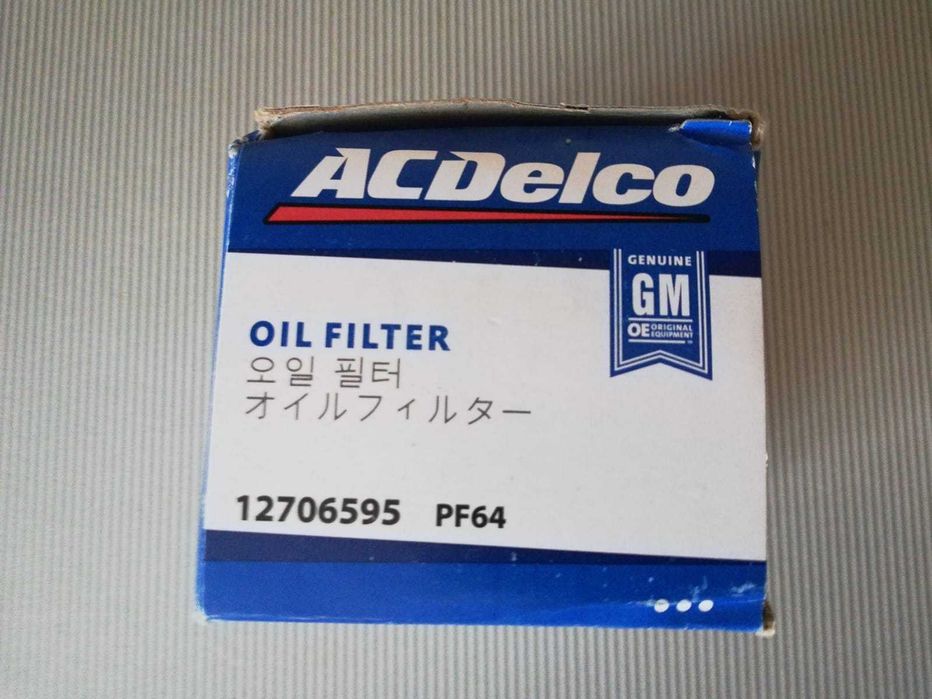 ACDelco
GENUINE
GM
OE ORIGINAL
EQUIPMENT
OIL FILTER
오일 필터
オイルフィルター
12706595 PF64